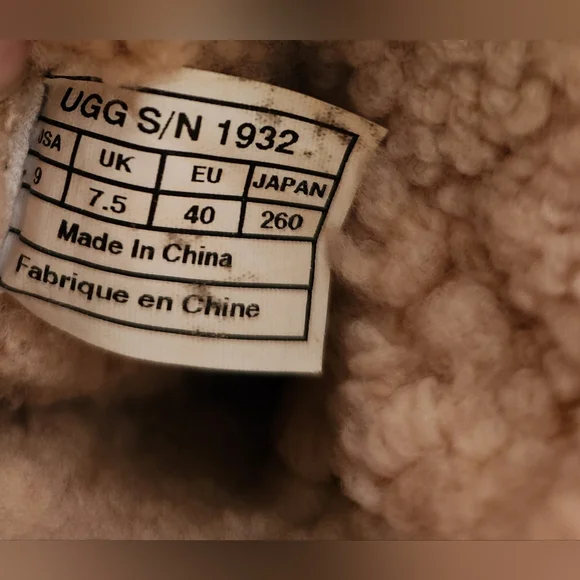 UGG S/N 1932
USA UK EU JAPAN
9 7.5 40 260
Made In China
Fabrique en Chine